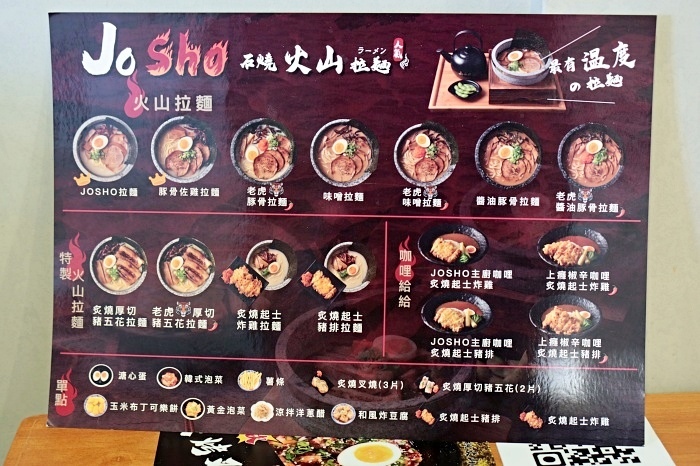 Jo Sho 石燒 火山 ラーメン 拉麵 人氣
最有 溫度
の拉麵
火山拉麵
JOSHO拉麵
豚骨佐雞拉麵
老虎
豚骨拉麵
味噌拉麵
老虎
味噌拉麵
醬油豚骨拉麵
老虎
醬油豚骨拉麵
特製火山拉麵
炙燒厚切
豬五花拉麵
老虎厚切
豬五花拉麵
炙燒起士
炸雞拉麵
炙燒起士
豬排拉麵
咖哩給給
JOSHO主廚咖哩
炙燒起士炸雞
上癮椒辛咖哩
炙燒起士炸雞
JOSHO主廚咖哩
炙燒起士豬排
上癮椒辛咖哩
炙燒起士豬排
單點
溏心蛋
韓式泡菜
薯條
炙燒叉燒(3片)
炙燒厚切豬五花(2片)
玉米布丁可樂餅
黃金泡菜
涼拌洋蔥醋
和風炸豆腐
炙燒起士豬排
炙燒起士炸雞